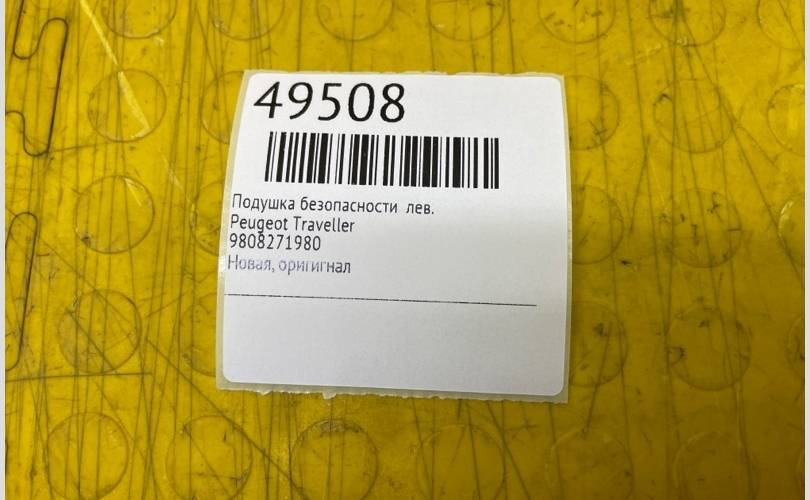 49508
Подушка безопасности лев.
Peugeot Traveller
9808271980
Новая, оригигнал